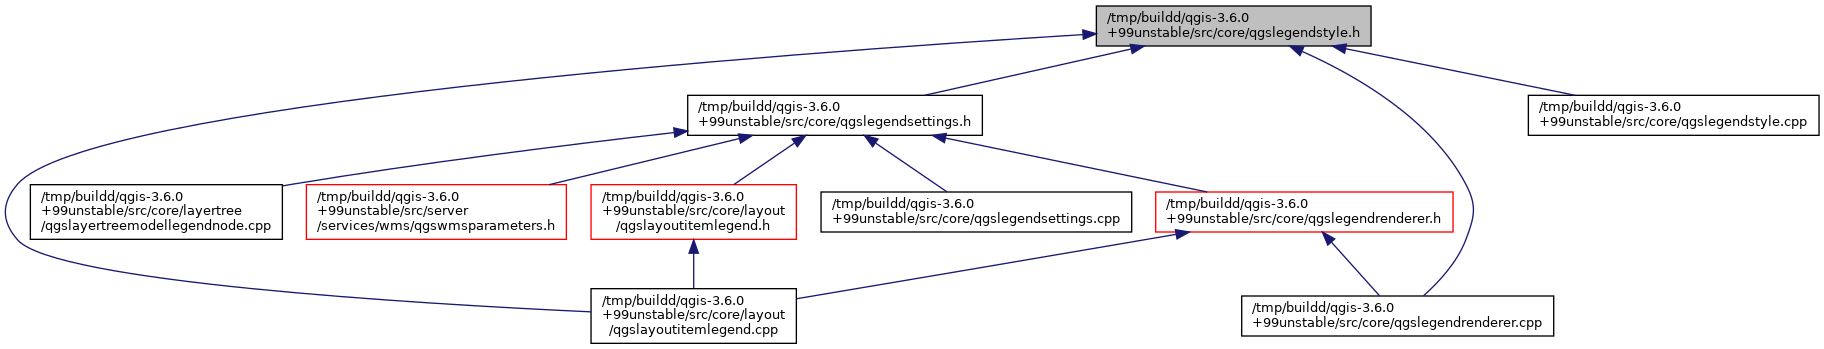 /tmp/buildd/qgis-3.6.0
+99unstable/src/core/qgslegendstyle.h
/tmp/buildd/qgis-3.6.0
+99unstable/src/core/qgslegendsettings.h
/tmp/buildd/qgis-3.6.0
+99unstable/src/core/qgslegendstyle.cpp
/tmp/buildd/qgis-3.6.0
+99unstable/src/core/layertree
/qgslayertreemodellegendnode.cpp
/tmp/buildd/qgis-3.6.0
+99unstable/src/server
/services/wms/qgswmsparameters.h
/tmp/buildd/qgis-3.6.0
+99unstable/src/core/layout
/qgslayoutitemlegend.h
/tmp/buildd/qgis-3.6.0
+99unstable/src/core/qgslegendsettings.cpp
/tmp/buildd/qgis-3.6.0
+99unstable/src/core/qgslegendrenderer.h
/tmp/buildd/qgis-3.6.0
+99unstable/src/core/layout
/qgslayoutitemlegend.cpp
/tmp/buildd/qgis-3.6.0
+99unstable/src/core/qgslegendrenderer.cpp